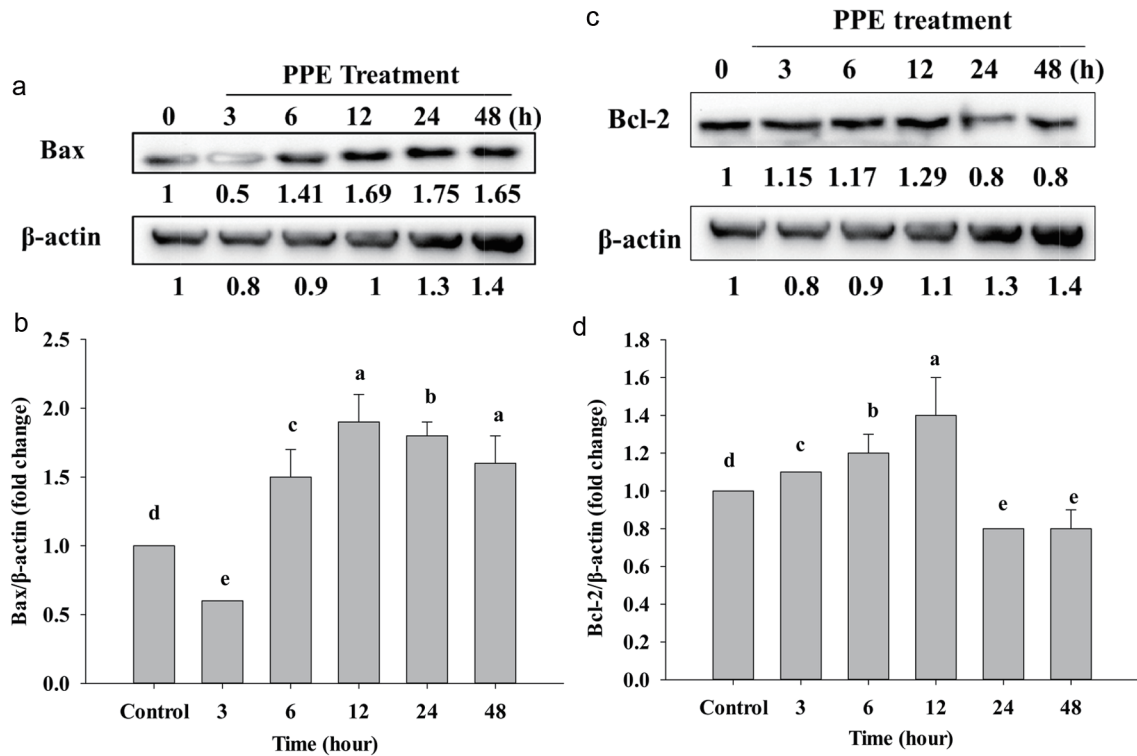 a
PPE Treatment
0 3 6 12 24 48 (h)
Bax
1 0.5 1.41 1.69 1.75 1.65
β-actin
1 0.8 0.9 1 1.3 1.4
b
Bax/β-actin (fold change)
2.5
2.0
1.5
1.0
0.5
0.0
d
e
c
a
b
a
Control 3 6 12 24 48
Time (hour)
c
PPE treatment
0 3 6 12 24 48 (h)
Bcl-2
1 1.15 1.17 1.29 0.8 0.8
β-actin
1 0.8 0.9 1.1 1.3 1.4
d
Bcl-2/β-actin (fold change)
1.8
1.6
1.4
1.2
1.0
0.8
0.6
0.4
0.2
0.0
d
c
b
a
e
e
Control 3 6 12 24 48
Time (hour)